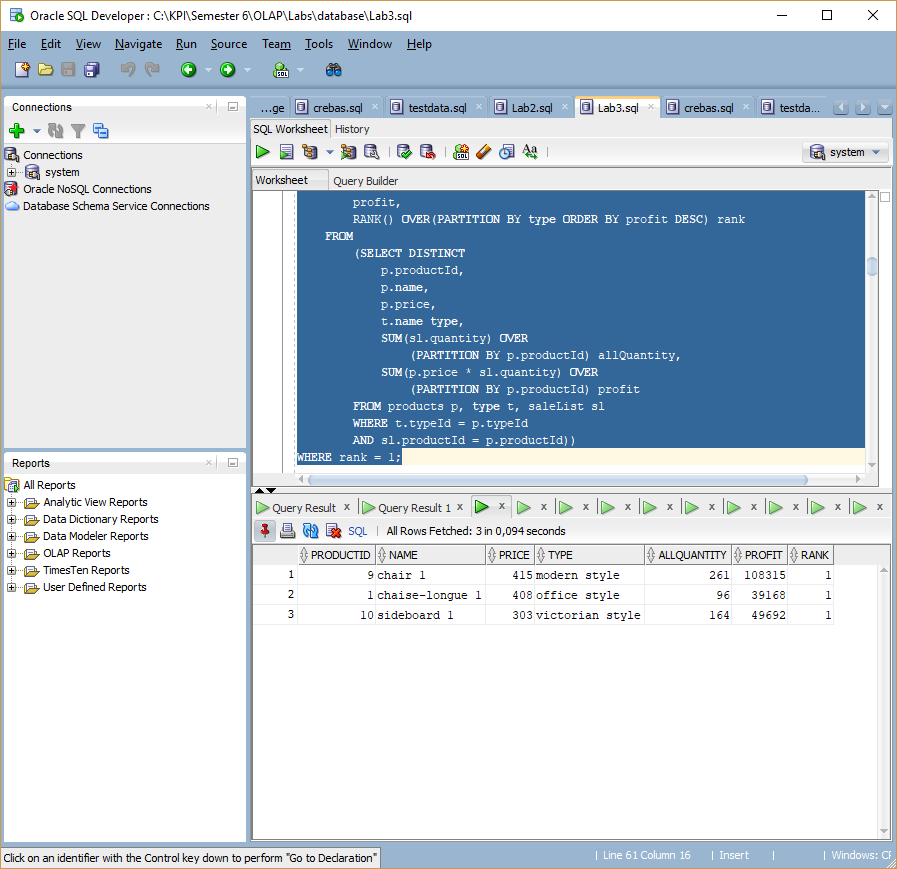 Oracle SQL Developer : C:\KPI\Semester 6\OLAP\Labs\database\Lab3.sql
File Edit View Navigate Run Source Team Tools Window Help
Connections
Connections
system
Oracle NoSQL Connections
Database Schema Service Connections
Reports
All Reports
Analytic View Reports
Data Dictionary Reports
Data Modeler Reports
OLAP Reports
TimesTen Reports
User Defined Reports
...ge crebas.sql testdata.sql Lab2.sql Lab3.sql crebas.sql testda...
SQL Worksheet History
system
Worksheet Query Builder
profit,
RANK() OVER(PARTITION BY type ORDER BY profit DESC) rank
FROM
(SELECT DISTINCT
p.productId,
p.name,
p.price,
t.name type,
SUM(sl.quantity) OVER
(PARTITION BY p.productId) allQuantity,
SUM(p.price * sl.quantity) OVER
(PARTITION BY p.productId) profit
FROM products p, type t, saleList sl
WHERE t.typeId = p.typeId
AND sl.productId = p.productId))
WHERE rank = 1;
Query Result Query Result 1
SQL All Rows Fetched: 3 in 0,094 seconds
PRODUCTID NAME PRICE TYPE ALLQUANTITY PROFIT RANK
1 9 chair 1 415 modern style 261 108315 1
2 1 chaise-longue 1 408 office style 96 39168 1
3 10 sideboard 1 303 victorian style 164 49692 1
Click on an identifier with the Control key down to perform "Go to Declaration"
Line 61 Column 16 Insert Windows: CR